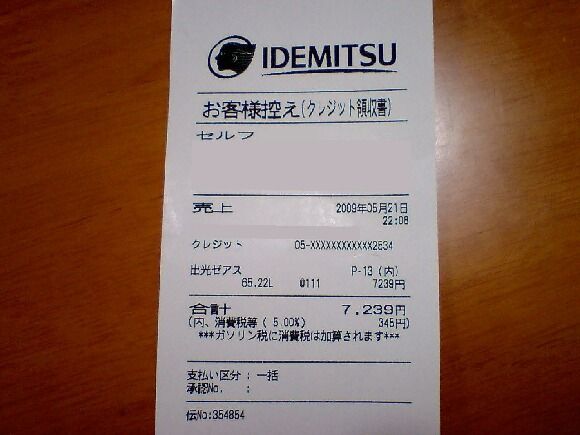 IDEMITSU
お客様控え(クレジット領収書)
セルフ
売上 2009年05月21日
22:06
クレジット 05-XXXXXXXXXXXX2634
出光ゼアス P-13 (内)
65.22L @111 7239円
合計 7,239円
(内、消費税等( 5.00%) 345円)
***ガソリン税に消費税は加算されます***
支払い区分 : 一括
承認No. :
伝No:354854